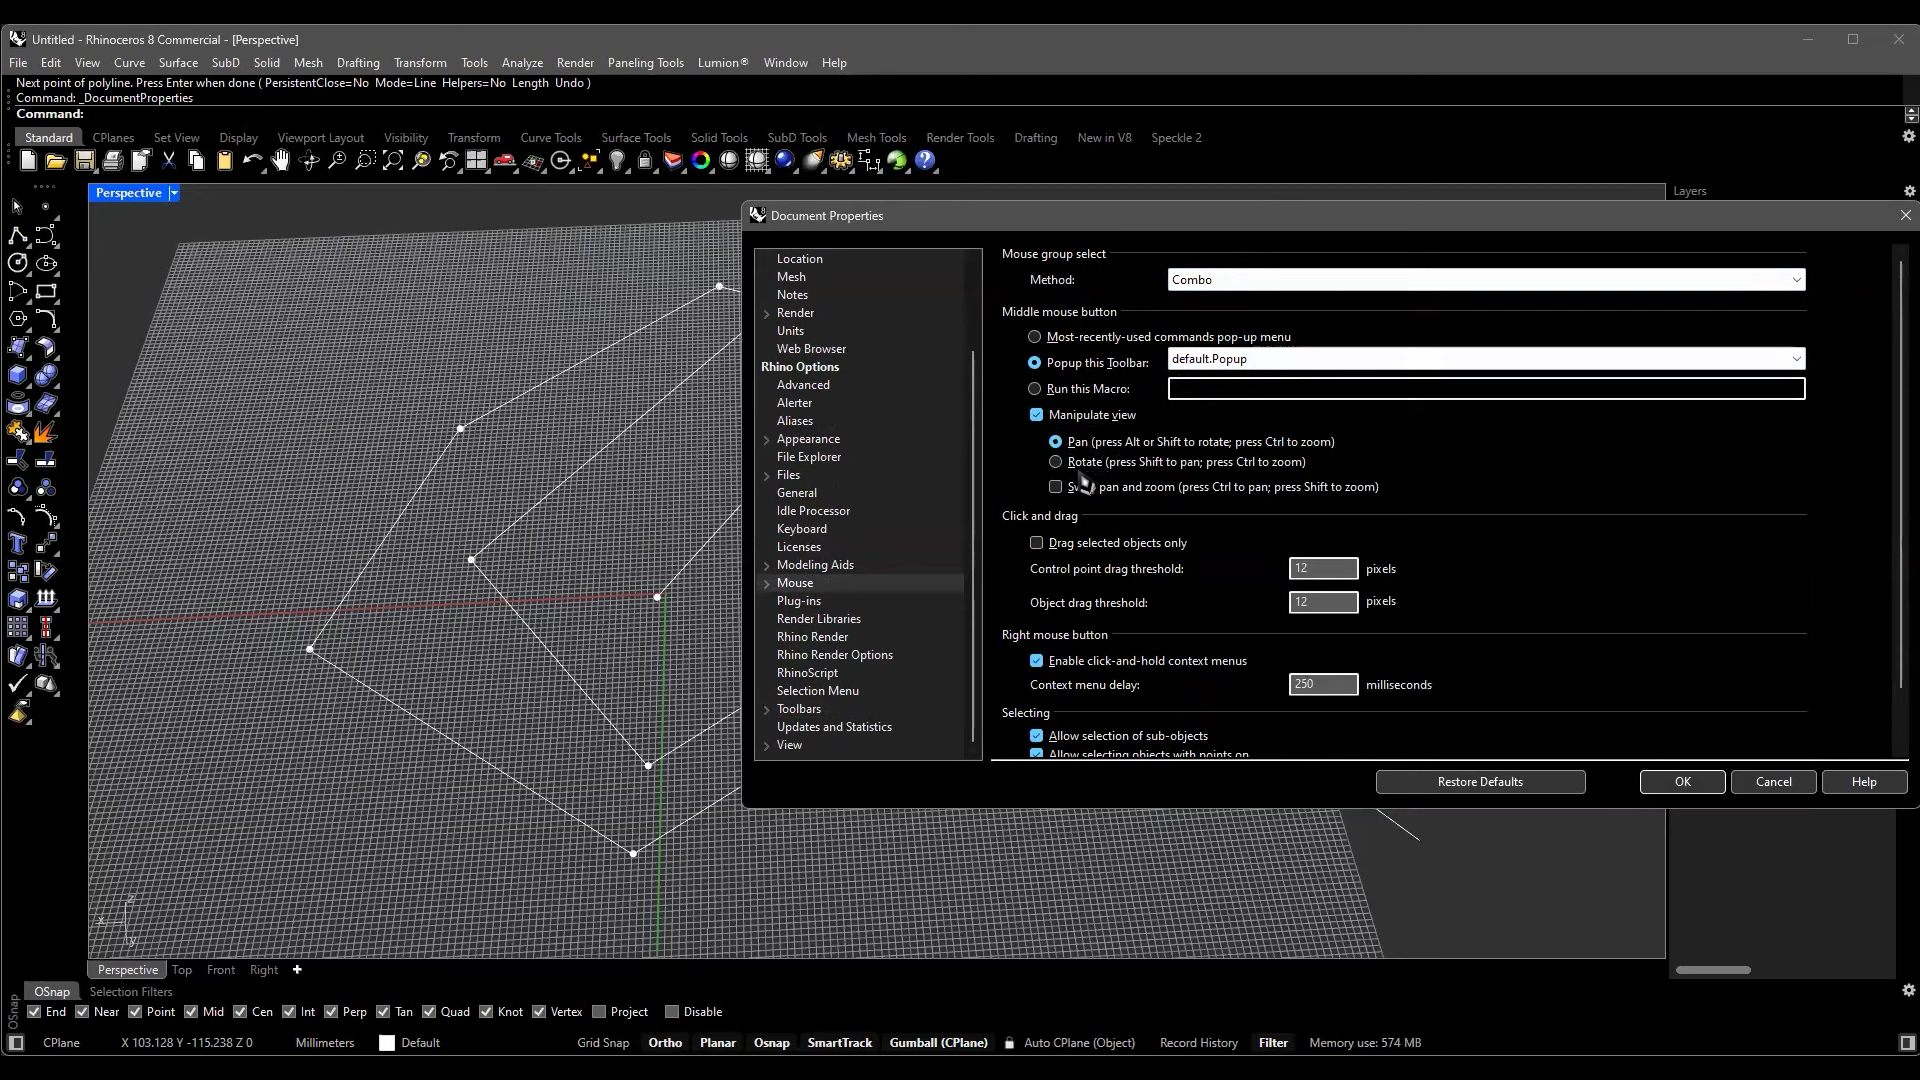 Untitled - Rhinoceros 8 Commercial - [Perspective]
File Edit View Curve Surface SubD Solid Mesh Drafting Transform Tools Analyze Render Paneling Tools Lumion® Window Help
Next point of polyline. Press Enter when done ( PersistentClose=No Mode=Line Helpers=No Length Undo )
Command: _DocumentProperties
Command:
Standard CPlanes Set View Display Viewport Layout Visibility Transform Curve Tools Surface Tools Solid Tools SubD Tools Mesh Tools Render Tools Drafting New in V8 Speckle 2
Perspective
Layers
Document Properties
Location
Mesh
Notes
Render
Units
Web Browser
Rhino Options
Advanced
Alerter
Aliases
Appearance
File Explorer
Files
General
Idle Processor
Keyboard
Licenses
Modeling Aids
Mouse
Plug-ins
Render Libraries
Rhino Render
Rhino Render Options
RhinoScript
Selection Menu
Toolbars
Updates and Statistics
View
Mouse group select
Method: Combo
Middle mouse button
Most-recently-used commands pop-up menu
Popup this Toolbar: default.Popup
Run this Macro:
Manipulate view
Pan (press Alt or Shift to rotate; press Ctrl to zoom)
Rotate (press Shift to pan; press Ctrl to zoom)
pan and zoom (press Ctrl to pan; press Shift to zoom)
Click and drag
Drag selected objects only
Control point drag threshold: 12 pixels
Object drag threshold: 12 pixels
Right mouse button
Enable click-and-hold context menus
Context menu delay: 250 milliseconds
Selecting
Allow selection of sub-objects
Allow selecting objects with points on
Restore Defaults OK Cancel Help
z
x
y
Perspective Top Front Right
OSnap Selection Filters
OSnap
End Near Point Mid Cen Int Perp Tan Quad Knot Vertex Project Disable
CPlane X 103.128 Y -115.238 Z 0 Millimeters Default Grid Snap Ortho Planar Osnap SmartTrack Gumball (CPlane) Auto CPlane (Object) Record History Filter Memory use: 574 MB